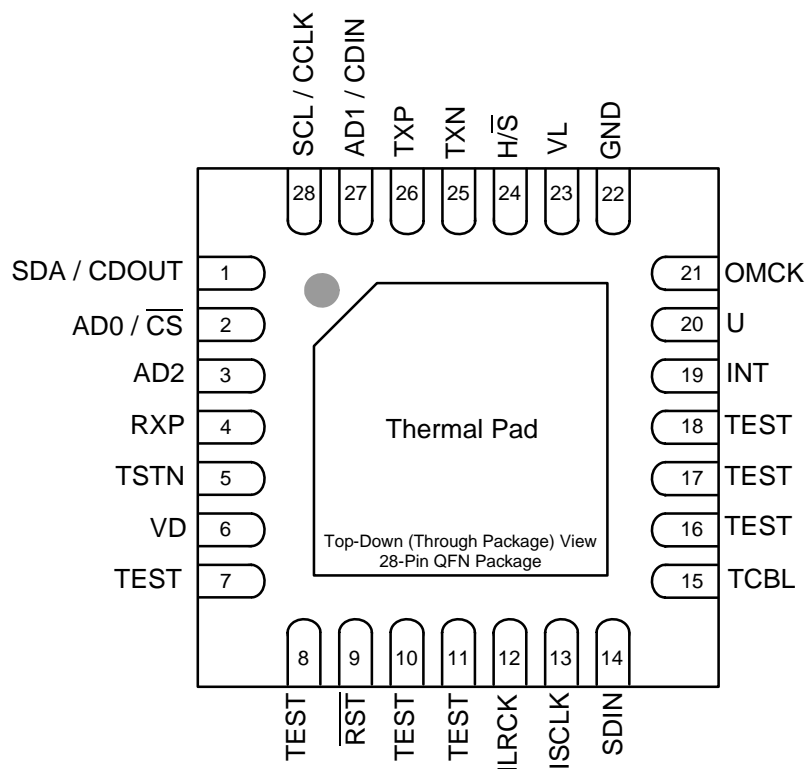 SCL / CCLK
AD1 / CDIN
TXP
TXN
H/S̅
VL
GND
28
27
26
25
24
23
22
SDA / CDOUT 1
AD0 / C̅S̅ 2
AD2 3
RXP 4
TSTN 5
VD 6
TEST 7
21 OMCK
20 U
19 INT
18 TEST
17 TEST
16 TEST
15 TCBL
Thermal Pad
Top-Down (Through Package) View
28-Pin QFN Package
8
9
10
11
12
13
14
TEST
R̅S̅T̅
TEST
TEST
ILRCK
ISCLK
SDIN